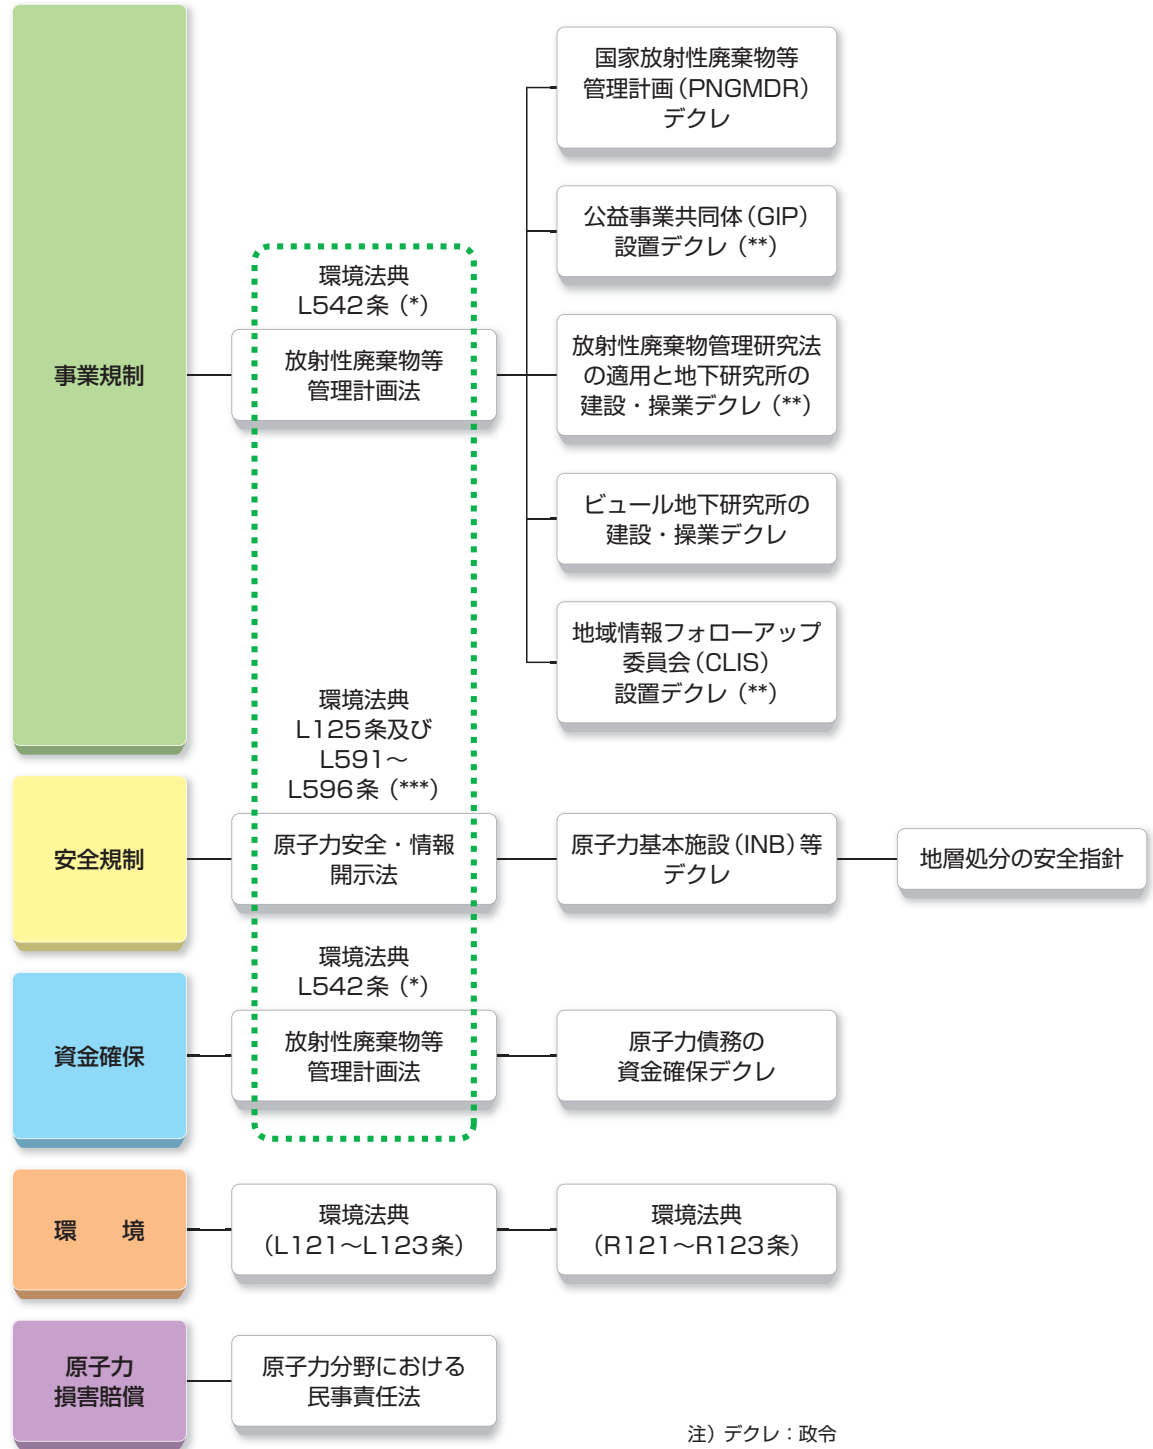 事業規制
環境法典
L542条（*）
放射性廃棄物等
管理計画法
国家放射性廃棄物等
管理計画（PNGMDR）
デクレ
公益事業共同体（GIP）
設置デクレ（**）
放射性廃棄物管理研究法
の適用と地下研究所の
建設・操業デクレ（**）
ビュール地下研究所の
建設・操業デクレ
地域情報フォローアップ
委員会（CLIS）
設置デクレ（**）
安全規制
環境法典
L125条及び
L591～
L596条（***）
原子力安全・情報
開示法
原子力基本施設（INB）等
デクレ
地層処分の安全指針
資金確保
環境法典
L542条（*）
放射性廃棄物等
管理計画法
原子力債務の
資金確保デクレ
環　境
環境法典
（L121～L123条）
環境法典
（R121～R123条）
原子力
損害賠償
原子力分野における
民事責任法
注）デクレ：政令